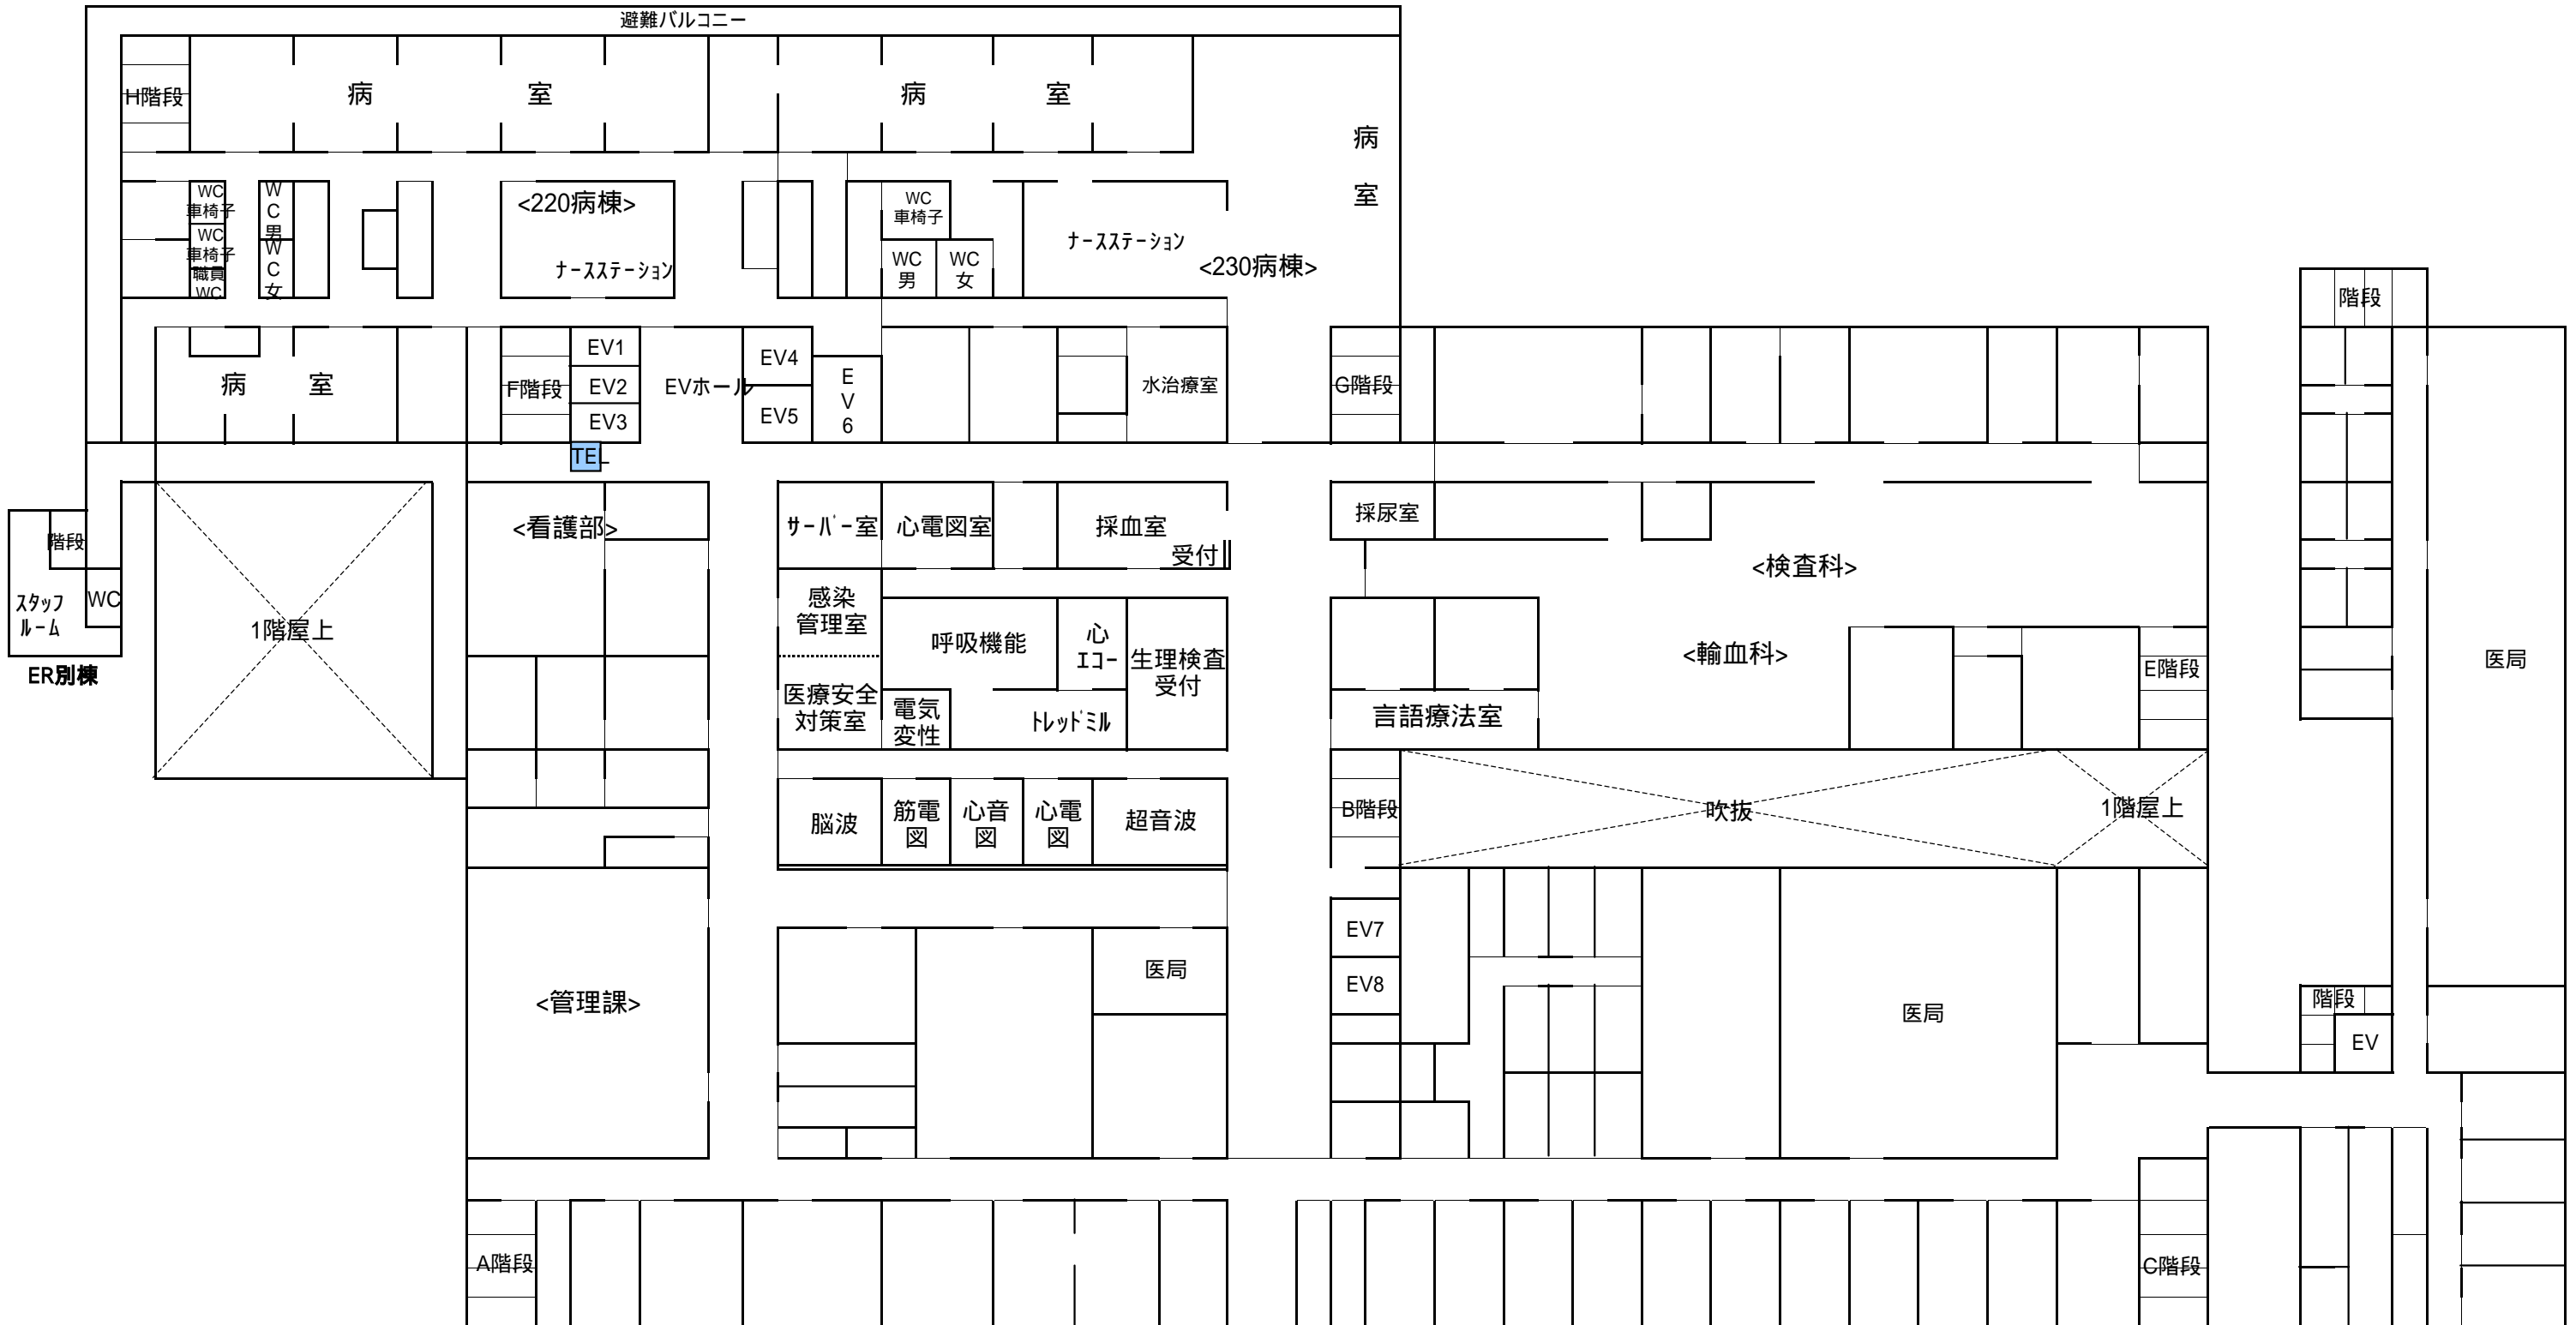 避難バルコニー
H階段
病 室
病 室
病
室
WC
車椅子
WC
車椅子
職員
WC
W
C
男
W
C
女
<220病棟>
ﾅｰｽｽﾃｰｼｮﾝ
WC
車椅子
WC
男
WC
女
ﾅｰｽｽﾃｰｼｮﾝ
<230病棟>
階段
病 室
F階段
EV1
EV2
EV3
EVホール
EV4
EV5
E
V
6
水治療室
G階段
TEL
階段
ｽﾀｯﾌ
ﾙｰﾑ
WC
ER別棟
1階屋上
<看護部>
ｻｰﾊﾞｰ室
心電図室
採血室
受付
採尿室
<検査科>
感染
管理室
呼吸機能
心
ｴｺｰ
生理検査
受付
<輸血科>
E階段
医局
医療安全
対策室
電気
変性
ﾄﾚｯﾄﾞﾐﾙ
言語療法室
脳波
筋電
図
心音
図
心電
図
超音波
B階段
吹抜
1階屋上
<管理課>
医局
EV7
EV8
医局
階段
EV
A階段
C階段